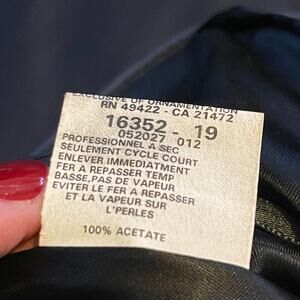 EXCLUSIVE OF ORNAMENTATION
RN 49422 - CA 21472
16352 - 19
052027 012
PROFESSIONNEL A SEC
SEULEMENT CYCLE COURT
ENLEVER IMMEDIATMENT
FER A REPASSER TEMP
BASSE, PAS DE VAPEUR
EVITER LE FER A REPASSER
ET LA VAPEUR SUR
L'PERLES
100% ACETATE